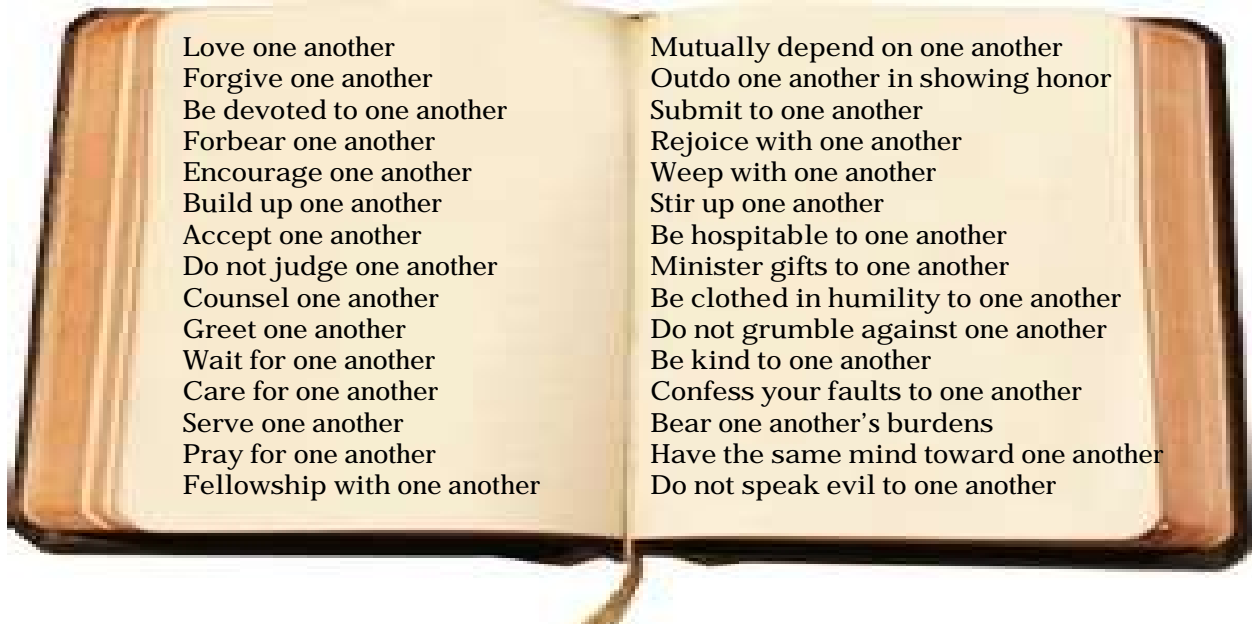 Love one another
Forgive one another
Be devoted to one another
Forbear one another
Encourage one another
Build up one another
Accept one another
Do not judge one another
Counsel one another
Greet one another
Wait for one another
Care for one another
Serve one another
Pray for one another
Fellowship with one another
Mutually depend on one another
Outdo one another in showing honor
Submit to one another
Rejoice with one another
Weep with one another
Stir up one another
Be hospitable to one another
Minister gifts to one another
Be clothed in humility to one another
Do not grumble against one another
Be kind to one another
Confess your faults to one another
Bear one another’s burdens
Have the same mind toward one another
Do not speak evil to one another